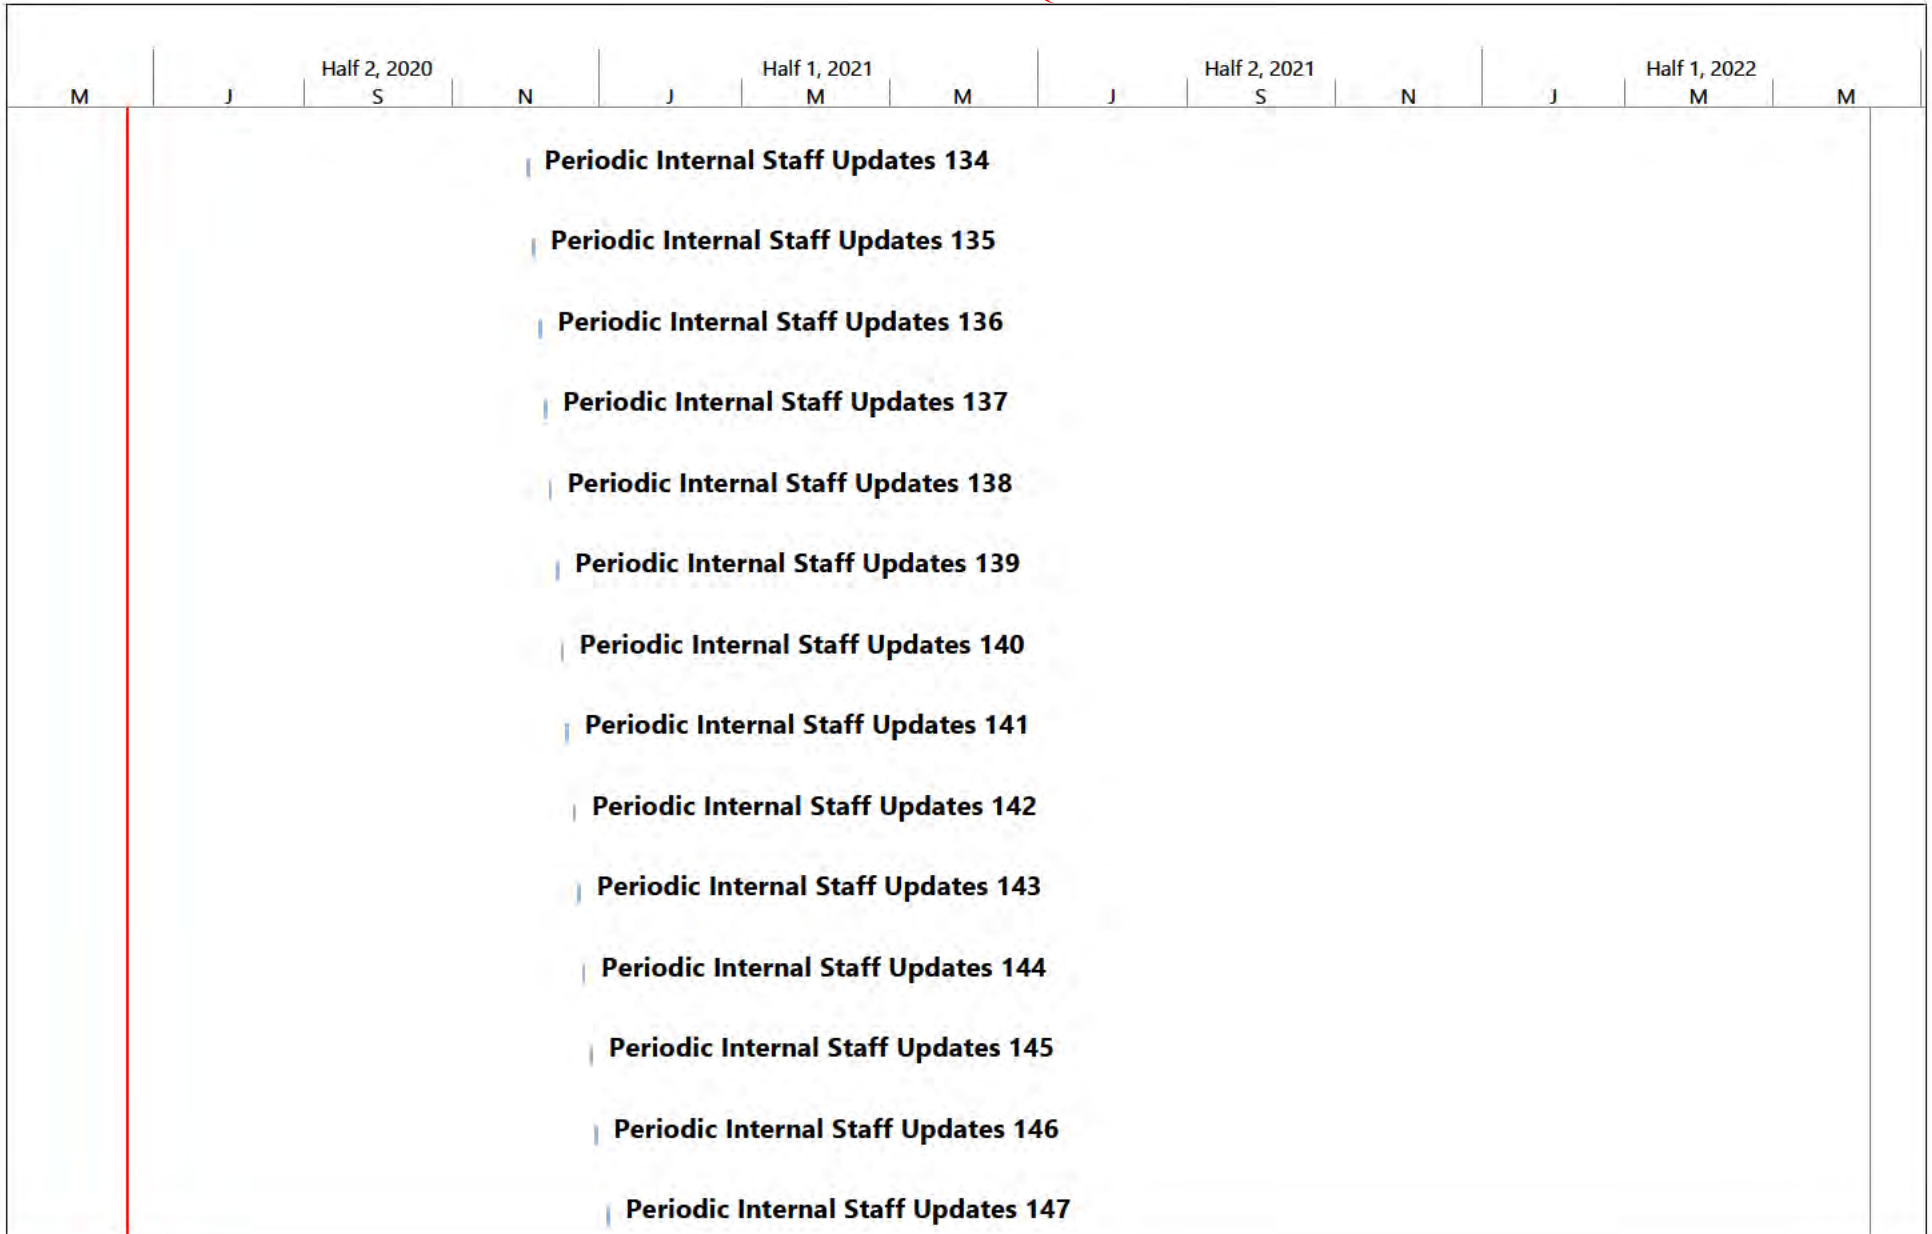 Half 2, 2020 Half 1, 2021 Half 2, 2021 Half 1, 2022
M J S N J M M J S N J M M
Periodic Internal Staff Updates 134
Periodic Internal Staff Updates 135
Periodic Internal Staff Updates 136
Periodic Internal Staff Updates 137
Periodic Internal Staff Updates 138
Periodic Internal Staff Updates 139
Periodic Internal Staff Updates 140
Periodic Internal Staff Updates 141
Periodic Internal Staff Updates 142
Periodic Internal Staff Updates 143
Periodic Internal Staff Updates 144
Periodic Internal Staff Updates 145
Periodic Internal Staff Updates 146
Periodic Internal Staff Updates 147